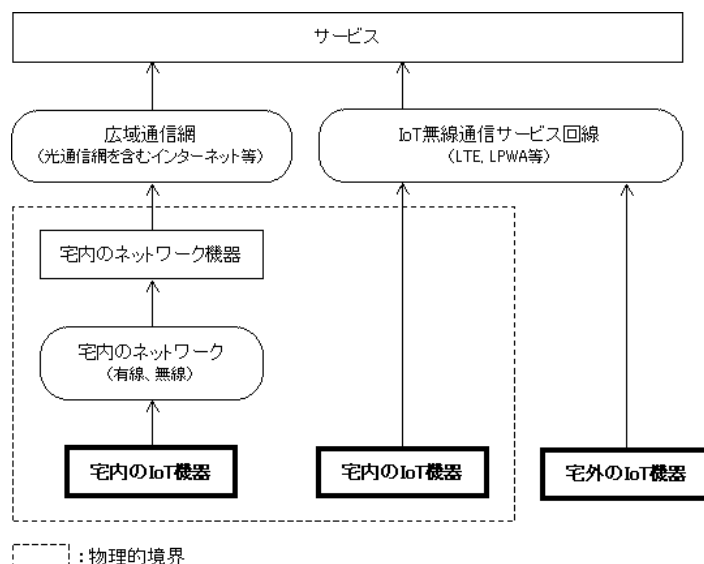 サービス
広域通信網
(光通信網を含むインターネット等)
IoT無線通信サービス回線
(LTE, LPWA等)
宅内のネットワーク機器
宅内のネットワーク
(有線、無線)
宅内のIoT機器
宅内のIoT機器
宅外のIoT機器
:物理的境界